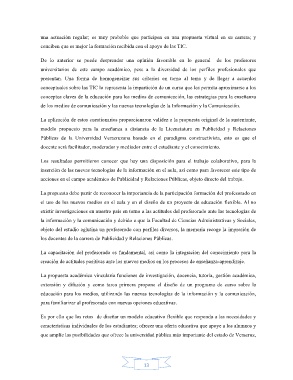 una actuación regular; es muy probable que participen en una propuesta virtual en su carrera; y
conciben que es mejor la formación recibida con el apoyo de las TIC.
De lo anterior se puede desprender una opinión favorable en lo general de los profesores
universitarios de este campo académico, pese a la diversidad de los perfiles profesionales que
presentan. Una forma de homogeneizar sus criterios en torno al tema y de llegar a acuerdos
conceptuales sobre las TIC lo representa la impartición de un curso que les permita aproximarse a los
conceptos claves de la educación para los medios de comunicación, las estrategias para la enseñanza
de los medios de comunicación y las nuevas tecnologías de la Información y la Comunicación.
La aplicación de estos cuestionarios proporcionaron validez a la propuesta original de la sustentante,
modelo propuesto para la enseñanza a distancia de la Licenciatura en Publicidad y Relaciones
Públicas de la Universidad Veracruzana basado en el paradigma constructivista, esto es que el
docente será facilitador, moderador y mediador entre el estudiante y el conocimiento.
Los resultados permitieron conocer que hay una disposición para el trabajo colaborativo, para la
inserción de las nuevas tecnologías de la información en el aula, así como para favorecer este tipo de
acciones en el campo académico de Publicidad y Relaciones Públicas, objeto directo del trabajo.
La propuesta debe partir de reconocer la importancia de la participación formación del profesorado en
el uso de los nuevos medios en el aula y en el diseño de un proyecto de educación flexible. Al no
existir investigaciones en nuestro país en torno a las actitudes del profesorado ante las tecnologías de
la información y la comunicación y debido a que la Facultad de Ciencias Administrativas y Sociales,
objeto del estudio aglutina un profesorado con perfiles diversos, la memoria recoge la impresión de
los docentes de la carrera de Publicidad y Relaciones Públicas.
La capacitación del profesorado es fundamental, así como la integración del conocimiento para la
creación de actitudes positivas ante los nuevos medios en los procesos de enseñanza-aprendizaje.
La propuesta académica vinculará funciones de investigación, docencia, tutoría, gestión académica,
extensión y difusión y como tarea primera propone el diseño de un programa de curso sobre la
educación para los medios, utilizando las nuevas tecnologías de la información y la comunicación,
para familiarizar al profesorado con nuevas opciones educativas.
Es por ello que los retos de diseñar un modelo educativo flexible que responda a las necesidades y
características individuales de los estudiantes, ofrecer una oferta educativa que apoye a los alumnos y
que amplíe las posibilidades que ofrece la universidad pública más importante del estado de Veracruz,
13